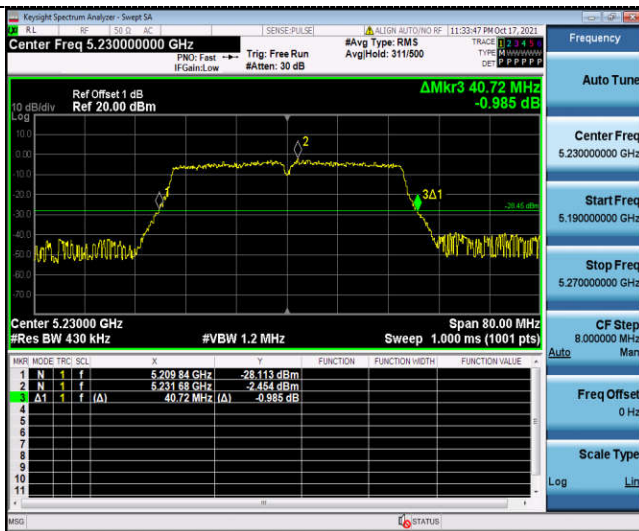 Keysight Spectrum Analyzer - Swept SA
RL RF 50 Ω AC SENSE:PULSE ALIGN AUTO/NO RF 11:33:47 PM Oct 17, 2021
Center Freq 5.230000000 GHz
PNO: Fast
IFGain:Low
Trig: Free Run
#Atten: 30 dB
#Avg Type: RMS
Avg|Hold: 311/500
TRACE 1 2 3 4 5 6
TYPE M W W W W W
DET P P P P P P
Ref Offset 1 dB
Ref 20.00 dBm
10 dB/div
Log
ΔMkr3 40.72 MHz
-0.985 dB
10.0
0.00
-10.0
-20.0
-30.0
-40.0
-50.0
-60.0
-70.0
1
2
3Δ1
-28.45 dBm
Center 5.23000 GHz
Span 80.00 MHz
#Res BW 430 kHz
#VBW 1.2 MHz
Sweep 1.000 ms (1001 pts)
MKR MODE TRC SCL X Y FUNCTION FUNCTION WIDTH FUNCTION VALUE
1 N 1 f 5.209 84 GHz -28.113 dBm
2 N 1 f 5.231 68 GHz -2.454 dBm
3 Δ1 1 f (Δ) 40.72 MHz (Δ) -0.985 dB
4
5
6
7
8
9
10
11
MSG STATUS
Frequency
Auto Tune
Center Freq
5.230000000 GHz
Start Freq
5.190000000 GHz
Stop Freq
5.270000000 GHz
CF Step
8.000000 MHz
Auto Man
Freq Offset
0 Hz
Scale Type
Log Lin